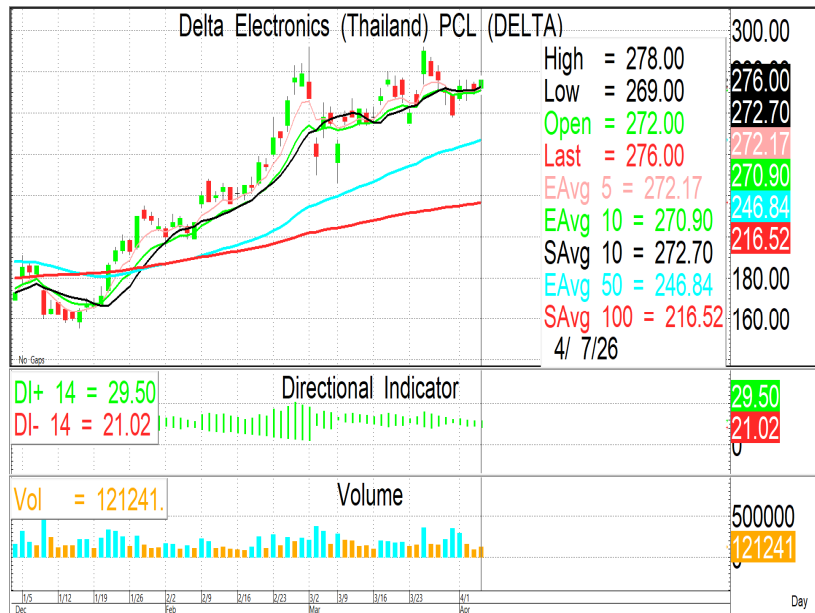 Delta Electronics (Thailand) PCL (DELTA)
300.00
High = 278.00
Low = 269.00
Open = 272.00
Last = 276.00
EAvg 5 = 272.17
EAvg 10 = 270.90
SAvg 10 = 272.70
EAvg 50 = 246.84
SAvg 100 = 216.52
4/ 7/26
276.00
272.70
272.17
270.90
246.84
216.52
180.00
160.00
No Gaps
Directional Indicator
DI+ 14 = 29.50
DI- 14 = 21.02
29.50
21.02
0
Volume
Vol = 121241.
500000
121241
1/5 1/12 1/19 1/26 2/2 2/9 2/16 2/23 3/2 3/9 3/16 3/23 4/1
Dec Feb Mar Apr
Day